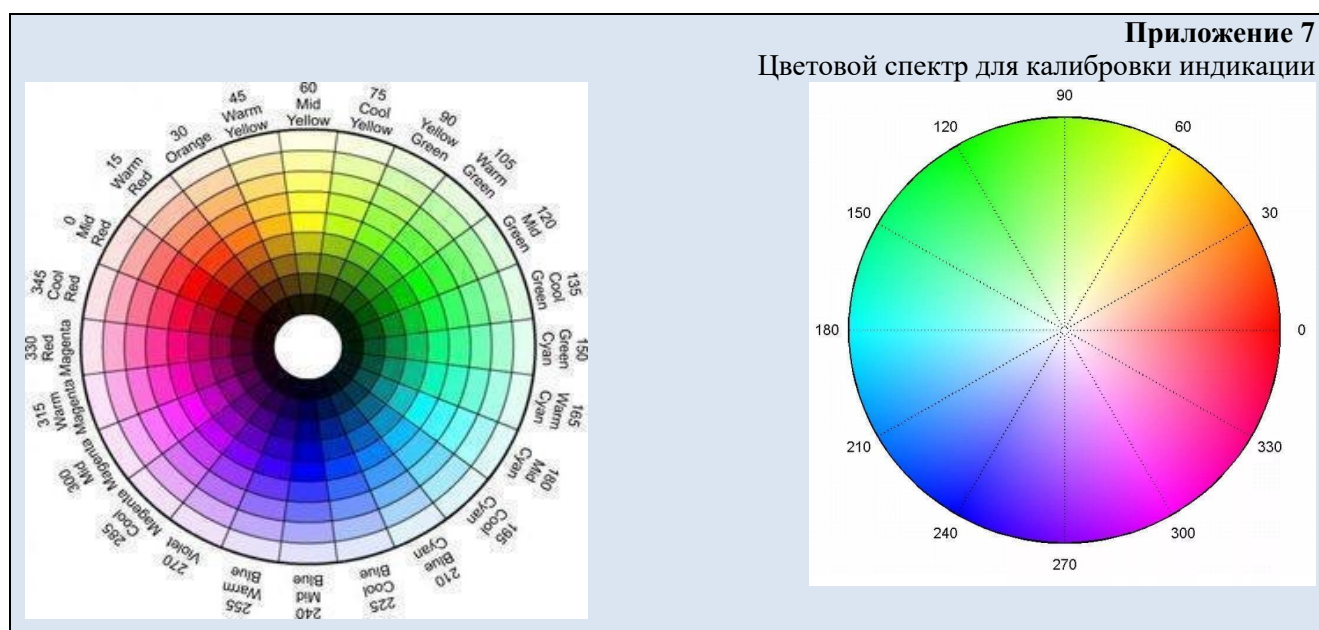 Приложение 7
Цветовой спектр для калибровки индикации
60
Mid
Yellow
75
Cool
Yellow
90
Yellow
Green
105
Warm
Green
120
Mid
Green
135
Cool
Green
150
Green
Cyan
165
Warm
Cyan
180
Mid
Cyan
195
Cool
Cyan
210
Blue
Cyan
225
Cool
Blue
240
Mid
Blue
255
Warm
Blue
270
Violet
285
Cool
Magenta
300
Mid
Magenta
315
Warm
Magenta
330
Red
Magenta
345
Cool
Red
0
Mid
Red
15
Warm
Red
30
Orange
45
Warm
Yellow
90
60
30
0
330
300
270
240
210
180
150
120